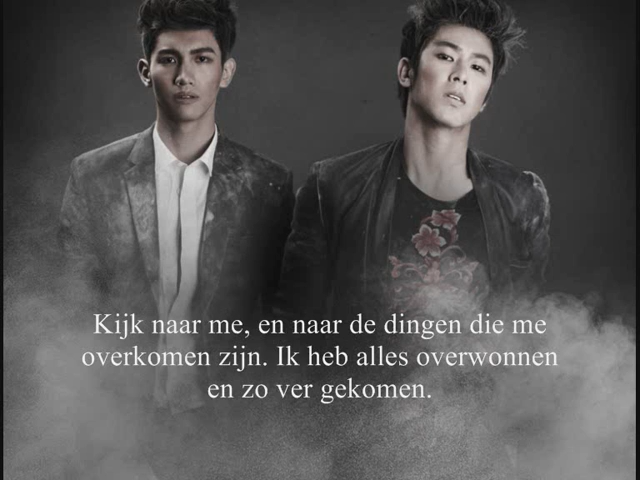 Kijk naar me, en naar de dingen die me
overkomen zijn. Ik heb alles overwonnen
en zo ver gekomen.